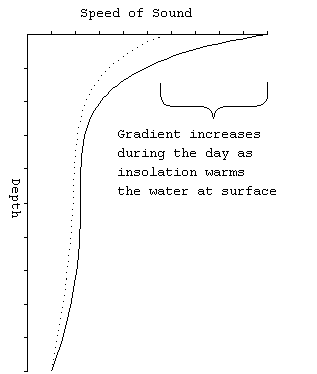 Speed of Sound
Gradient increases
during the day as
insolation warms
the water at surface
Depth